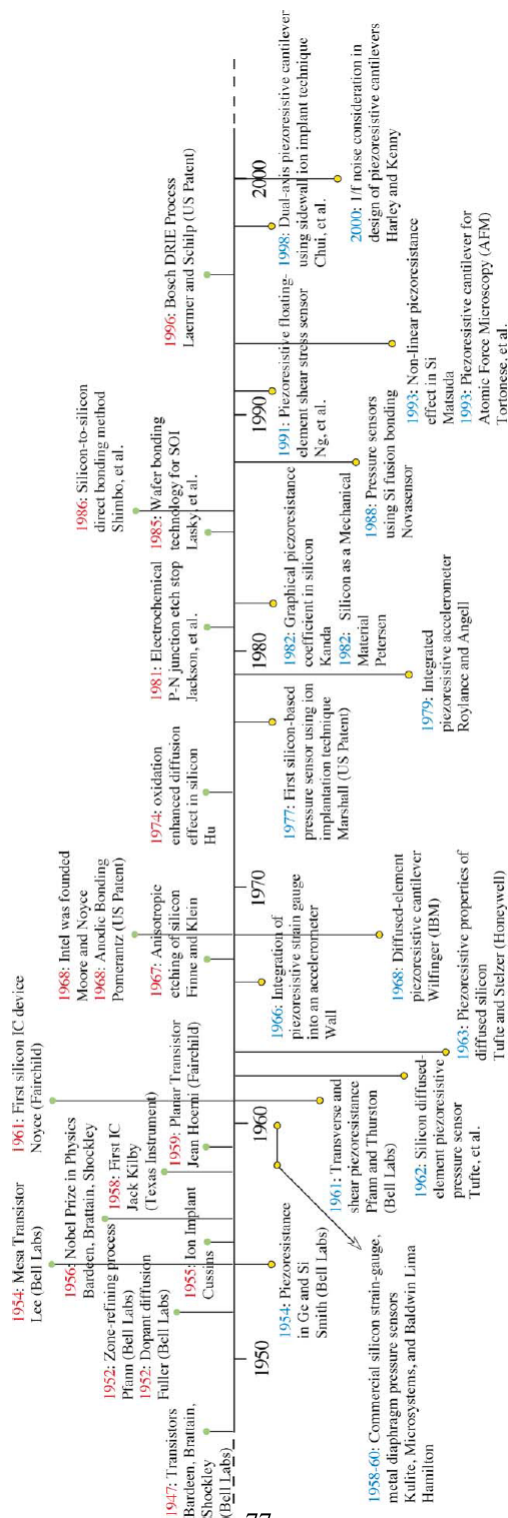 1947: Transistors
Bardeen, Brattain,
Shockley
(Bell Labs)
1952: Zone-refining process
Pfann (Bell Labs)
1952: Dopant diffusion
Fuller (Bell Labs)
1954: Mesa Transistor
Lee (Bell Labs)
1956: Nobel Prize in Physics
Bardeen, Brattain, Shockley
1955: Ion Implant
Cussins
1958: First IC
Jack Kilby
(Texas Instrument)
1959: Planar Transistor
Jean Hoerni (Fairchild)
1961: First silicon IC device
Noyce (Fairchild)
1968: Intel was founded
Moore and Noyce
1968: Anodic Bonding
Pomerantz (US Patent)
1967: Anisotropic
etching of silicon
Finne and Klein
1974: oxidation
enhanced diffusion
effect in silicon
Hu
1981: Electrochemical
P-N junction etch stop
Jackson, et al.
1986: Silicon-to-silicon
direct bonding method
Shimbo, et al.
1985: Wafer bonding
technology for SOI
Lasky, et al.
1996: Bosch DRIE Process
Laermer and Schilp (US Patent)
1950
1960
1970
1980
1990
2000
1954: Piezoresistance
in Ge and Si
Smith (Bell Labs)
1958-60: Commercial silicon strain-gauge,
metal diaphragm pressure sensors
Kulite, Microsystems, and Baldwin Lima
Hamilton
1961: Transverse and
shear piezoresistance
Pfann and Thurston
(Bell Labs)
1962: Silicon diffused-
element piezoresistive
pressure sensor
Tufte, et al.
1963: Piezoresistive properties of
diffused silicon
Tufte and Stelzer (Honeywell)
1966: Integration of
piezoresistive strain gauge
into an accelerometer
Wall
1968: Diffused-element
piezoresistive cantilever
Wilfinger (IBM)
1977: First silicon-based
pressure sensor using ion
implantation technique
Marshall (US Patent)
1979: Integrated
piezoresistive accelerometer
Roylance and Angell
1982: Graphical piezoresistance
coefficient in silicon
Kanda
1982: Silicon as a Mechanical
Material
Petersen
1988: Pressure sensors
using Si fusion bonding
Novasensor
1991: Piezoresistive floating-
element shear stress sensor
Ng, et al.
1993: Non-linear piezoresistance
effect in Si
Matsuda
1993: Piezoresistive cantilever for
Atomic Force Microscopy (AFM)
Tortonese, et al.
1998: Dual-axis piezoresistive cantilever
using sidewall ion implant technique
Chui, et al.
2000: 1/f noise consideration in
design of piezoresistive cantilevers
Harley and Kenny
77